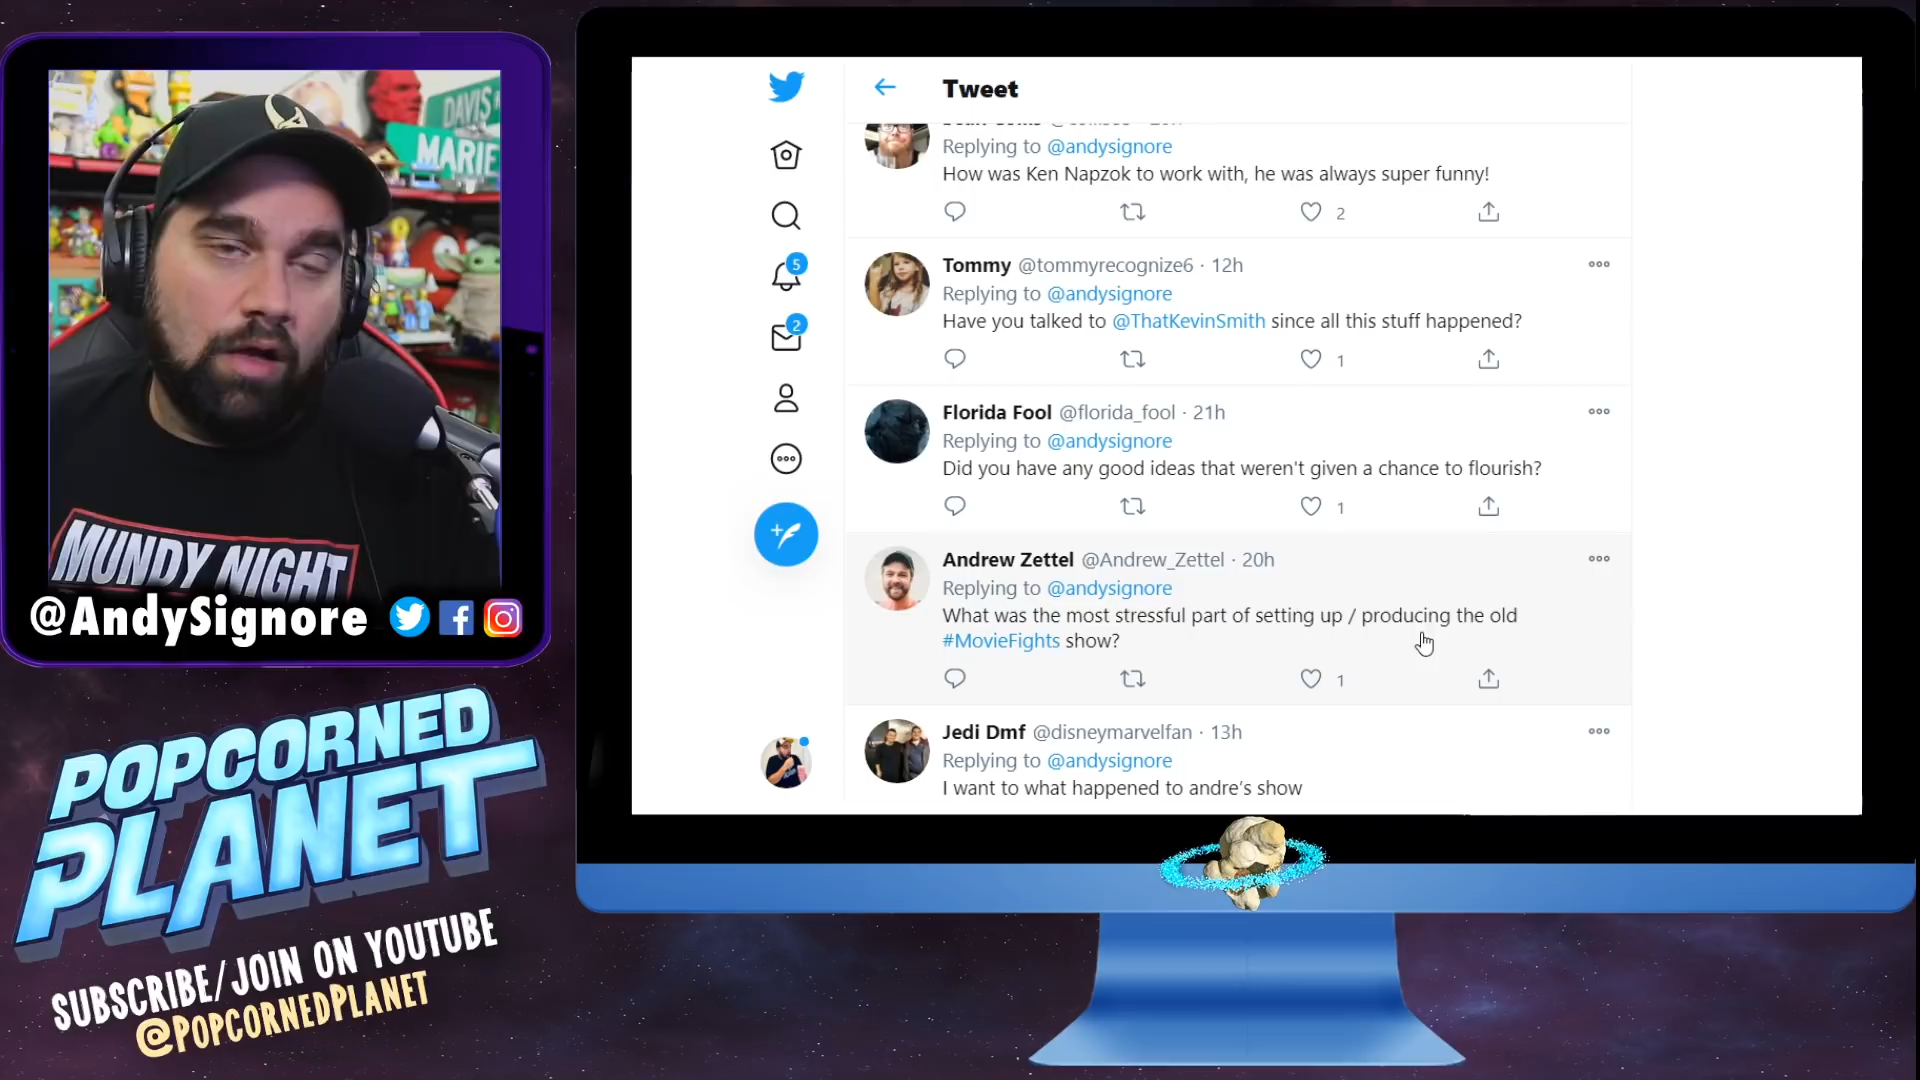 DAVIS
MARIE
MUNDY NIGHT
@AndySignore
POPCORNED
PLANET
SUBSCRIBE/JOIN ON YOUTUBE
@POPCORNEDPLANET
Tweet
Replying to @andysignore
How was Ken Napzok to work with, he was always super funny!
2
Tommy @tommyrecognize6 · 12h
Replying to @andysignore
Have you talked to @ThatKevinSmith since all this stuff happened?
1
Florida Fool @florida_fool · 21h
Replying to @andysignore
Did you have any good ideas that weren't given a chance to flourish?
1
Andrew Zettel @Andrew_Zettel · 20h
Replying to @andysignore
What was the most stressful part of setting up / producing the old
#MovieFights show?
1
Jedi Dmf @disneymarvelfan · 13h
Replying to @andysignore
I want to what happened to andre's show
5
2